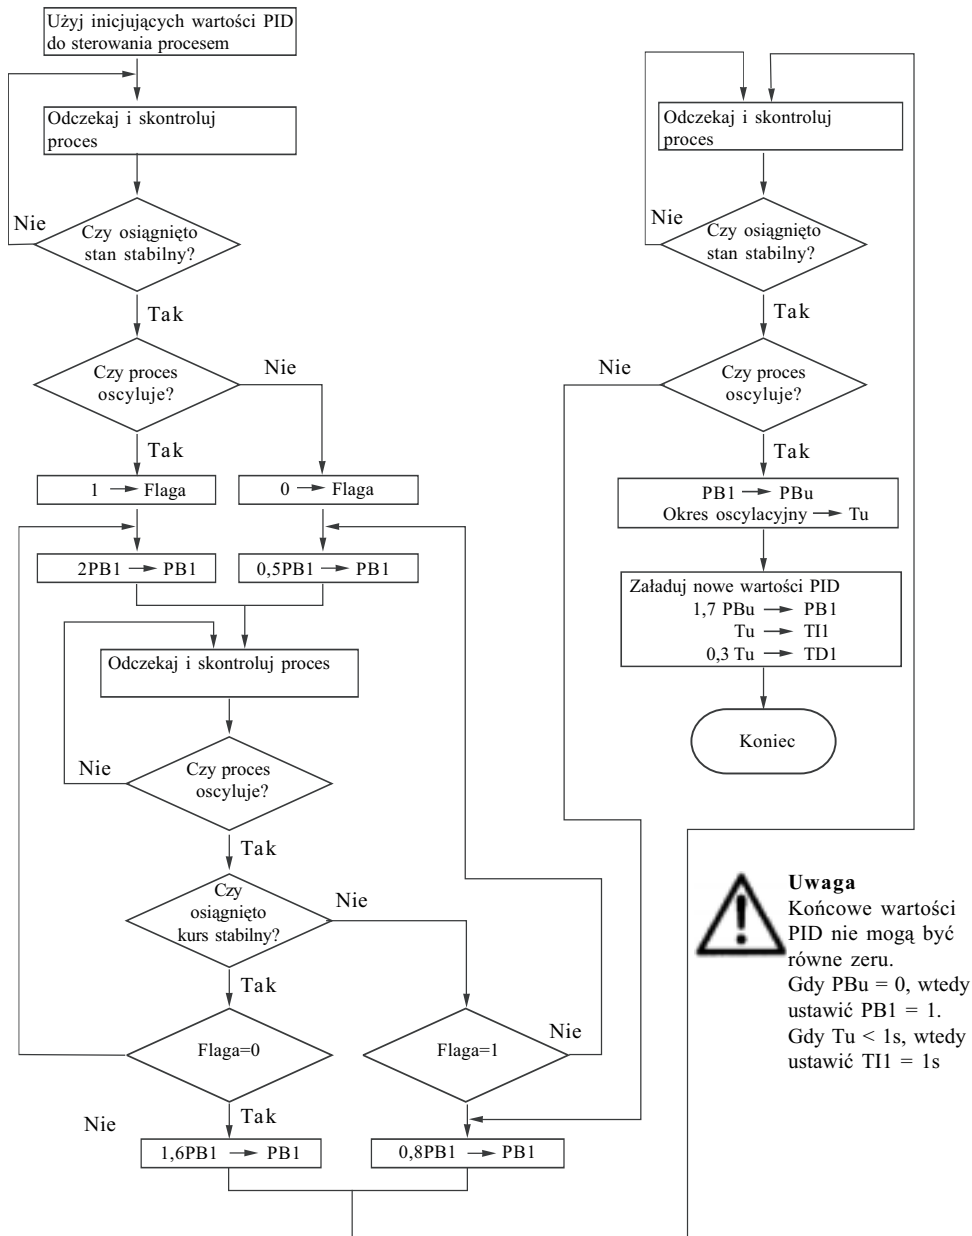 Użyj inicjujących wartości PID
do sterowania procesem
Odczekaj i skontroluj
proces
Nie
Czy osiągnięto
stan stabilny?
Tak
Czy proces
oscyluje?
Nie
Tak
1 → Flaga
0 → Flaga
2PB1 → PB1
0,5PB1 → PB1
Odczekaj i skontroluj proces
Nie
Czy proces
oscyluje?
Tak
Czy
osiągnięto
kurs stabilny?
Nie
Tak
Flaga=0
Flaga=1
Nie
Nie
Tak
Tak
1,6PB1 → PB1
0,8PB1 → PB1
Odczekaj i skontroluj
proces
Nie
Czy osiągnięto
stan stabilny?
Tak
Nie
Czy proces
oscyluje?
Tak
PB1 → PBu
Okres oscylacyjny → Tu
Załaduj nowe wartości PID
1,7 PBu → PB1
Tu → TI1
0,3 Tu → TD1
Koniec
Uwaga
Końcowe wartości
PID nie mogą być
równe zeru.
Gdy PBu = 0, wtedy
ustawić PB1 = 1.
Gdy Tu < 1s, wtedy
ustawić TI1 = 1s